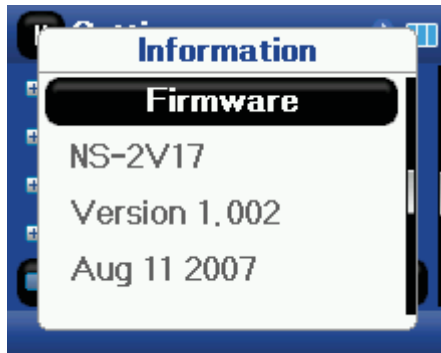 Information
Firmware
NS-2V17
Version 1.002
Aug 11 2007